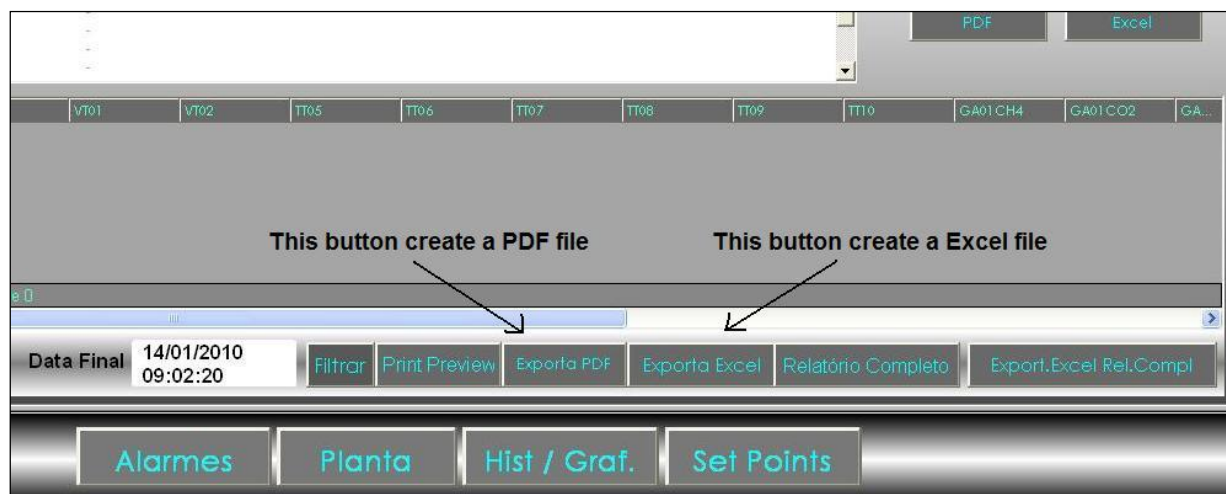 PDF Excel
VT01 VT02 TT05 TT06 TT07 TT08 TT09 TT10 GA01CH4 GA01CO2 GA...
This button create a PDF file This button create a Excel file
e 0
Data Final 14/01/2010
09:02:20
Filtrar Print Preview Exporta PDF Exporta Excel Relatório Completo Export.Excel Rel.Compl
Alarmes Planta Hist / Graf. Set Points